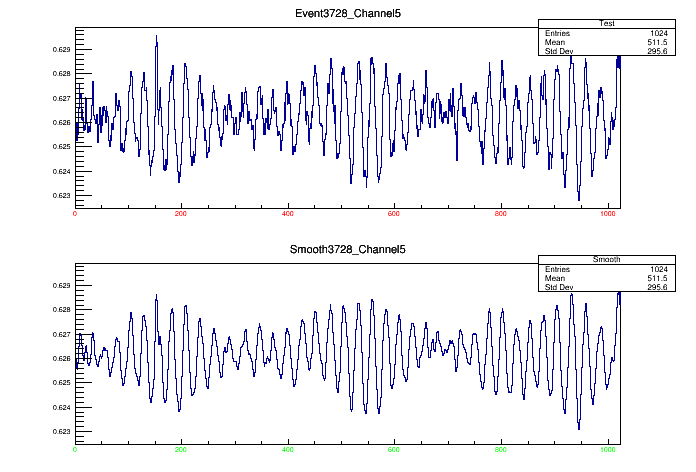 Event3728_Channel5
Test
Entries 1024
Mean 511.5
Std Dev 295.6
0.629
0.628
0.627
0.626
0.625
0.624
0.623
0 200 400 600 800 1000
Smooth3728_Channel5
Smooth
Entries 1024
Mean 511.5
Std Dev 295.6
0.629
0.628
0.627
0.626
0.625
0.624
0.623
0 200 400 600 800 1000